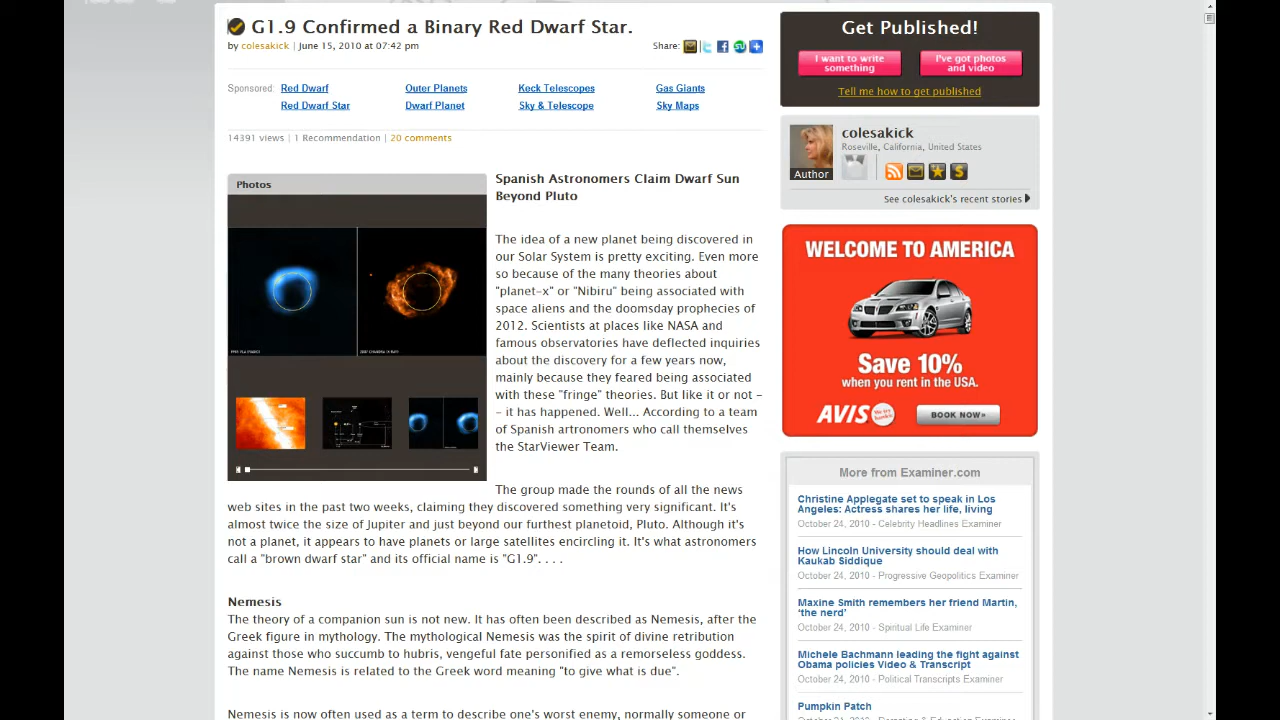 G1.9 Confirmed a Binary Red Dwarf Star.
by colesakick | June 15, 2010 at 07:42 pm
Share:
Sponsored:
Red Dwarf
Outer Planets
Keck Telescopes
Gas Giants
Red Dwarf Star
Dwarf Planet
Sky & Telescope
Sky Maps
14391 views | 1 Recommendation | 20 comments
Photos
Spanish Astronomers Claim Dwarf Sun
Beyond Pluto
The idea of a new planet being discovered in
our Solar System is pretty exciting. Even more
so because of the many theories about
"planet-x" or "Nibiru" being associated with
space aliens and the doomsday prophecies of
2012. Scientists at places like NASA and
famous observatories have deflected inquiries
about the discovery for a few years now,
mainly because they feared being associated
with these "fringe" theories. But like it or not -
- it has happened. Well... According to a team
of Spanish artronomers who call themselves
the StarViewer Team.
The group made the rounds of all the news
web sites in the past two weeks, claiming they discovered something very significant. It's
almost twice the size of Jupiter and just beyond our furthest planetoid, Pluto. Although it's
not a planet, it appears to have planets or large satellites encircling it. It's what astronomers
call a "brown dwarf star" and its official name is "G1.9". . . .
Nemesis
The theory of a companion sun is not new. It has often been described as Nemesis, after the
Greek figure in mythology. The mythological Nemesis was the spirit of divine retribution
against those who succumb to hubris, vengeful fate personified as a remorseless goddess.
The name Nemesis is related to the Greek word meaning "to give what is due".
Nemesis is now often used as a term to describe one's worst enemy, normally someone or
Get Published!
I want to write
something
I've got photos
and video
Tell me how to get published
colesakick
Roseville, California, United States
Author
See colesakick's recent stories
WELCOME TO AMERICA
Save 10%
when you rent in the USA.
AVIS
BOOK NOW»
More from Examiner.com
Christine Applegate set to speak in Los
Angeles: Actress shares her life, living
October 24, 2010 - Celebrity Headlines Examiner
How Lincoln University should deal with
Kaukab Siddique
October 24, 2010 - Progressive Geopolitics Examiner
Maxine Smith remembers her friend Martin,
'the nerd'
October 24, 2010 - Spiritual Life Examiner
Michele Bachmann leading the fight against
Obama policies Video & Transcript
October 24, 2010 - Political Transcripts Examiner
Pumpkin Patch